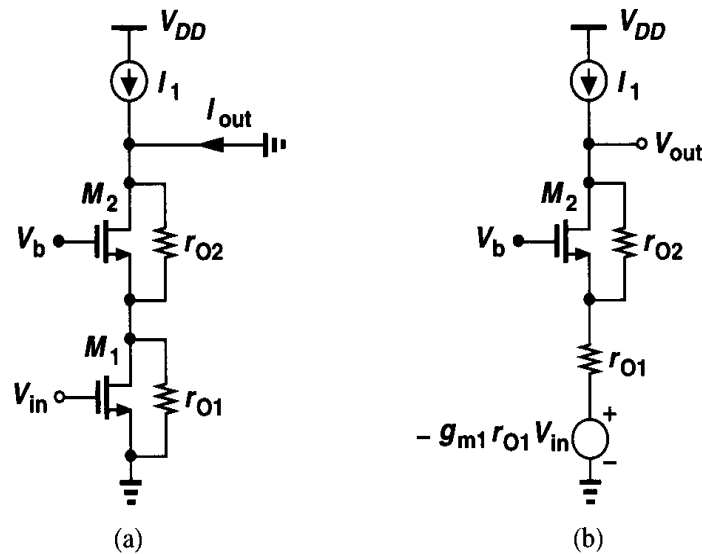 V_DD
I_1
I_out
M_2
V_b
r_O2
M_1
V_in
r_O1
(a)
V_DD
I_1
V_out
M_2
V_b
r_O2
r_O1
− g_m1 r_O1 V_in
+
−
(b)